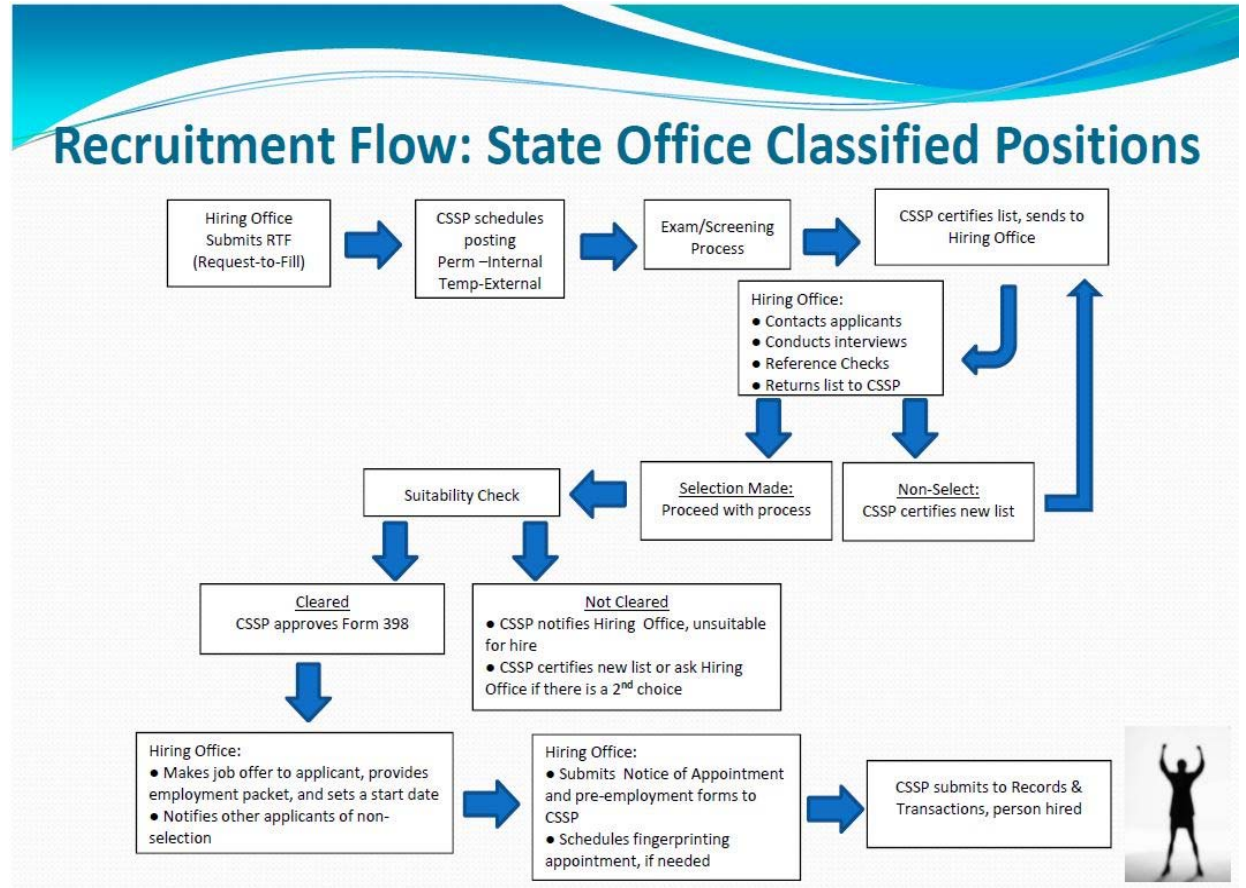 Recruitment Flow: State Office Classified Positions
Hiring Office
Submits RTF
(Request-to-Fill)
CSSP schedules
posting
Perm –Internal
Temp-External
Exam/Screening
Process
CSSP certifies list, sends to
Hiring Office
Hiring Office:
● Contacts applicants
● Conducts interviews
● Reference Checks
● Returns list to CSSP
Suitability Check
Selection Made:
Proceed with process
Non-Select:
CSSP certifies new list
Cleared
CSSP approves Form 398
Not Cleared
● CSSP notifies Hiring Office, unsuitable
for hire
● CSSP certifies new list or ask Hiring
Office if there is a 2nd choice
Hiring Office:
● Makes job offer to applicant, provides
employment packet, and sets a start date
● Notifies other applicants of non-
selection
Hiring Office:
● Submits Notice of Appointment
and pre-employment forms to
CSSP
● Schedules fingerprinting
appointment, if needed
CSSP submits to Records &
Transactions, person hired